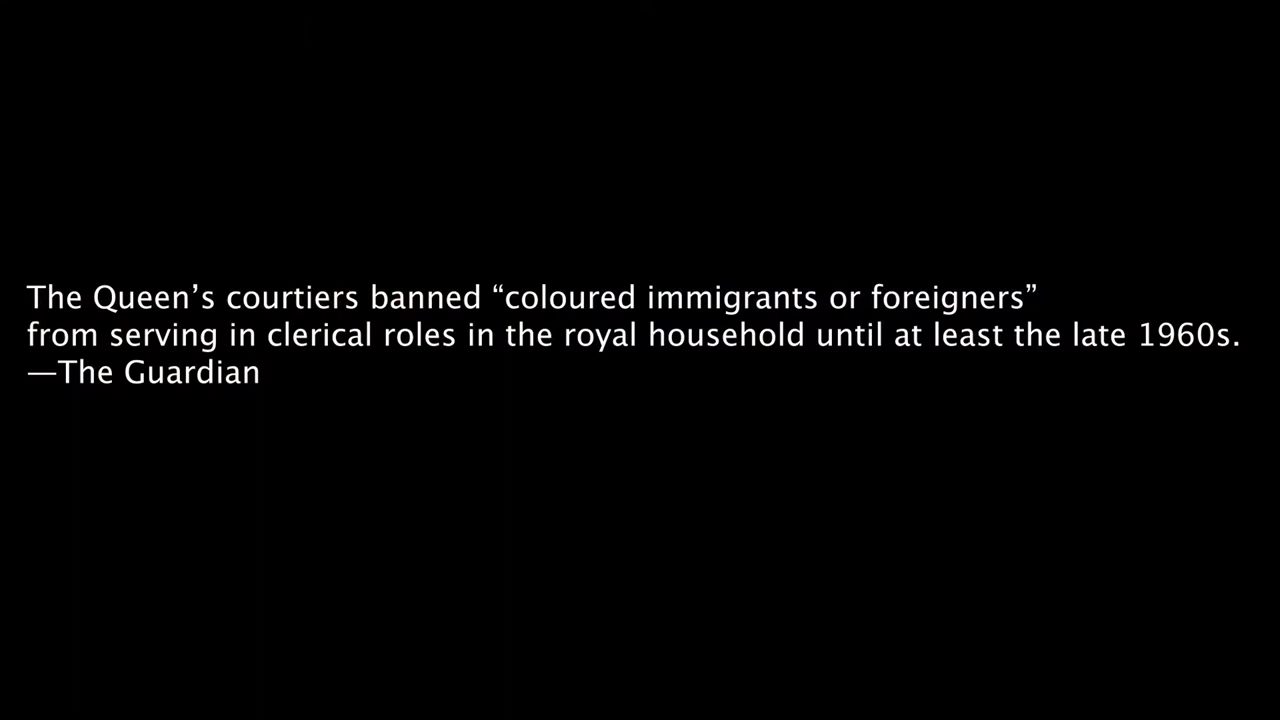 The Queen’s courtiers banned “coloured immigrants or foreigners”
from serving in clerical roles in the royal household until at least the late 1960s.
—The Guardian